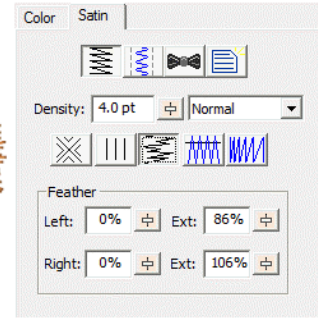 Color Satin
Density: 4.0 pt Normal
Feather
Left: 0% Ext: 86%
Right: 0% Ext: 106%